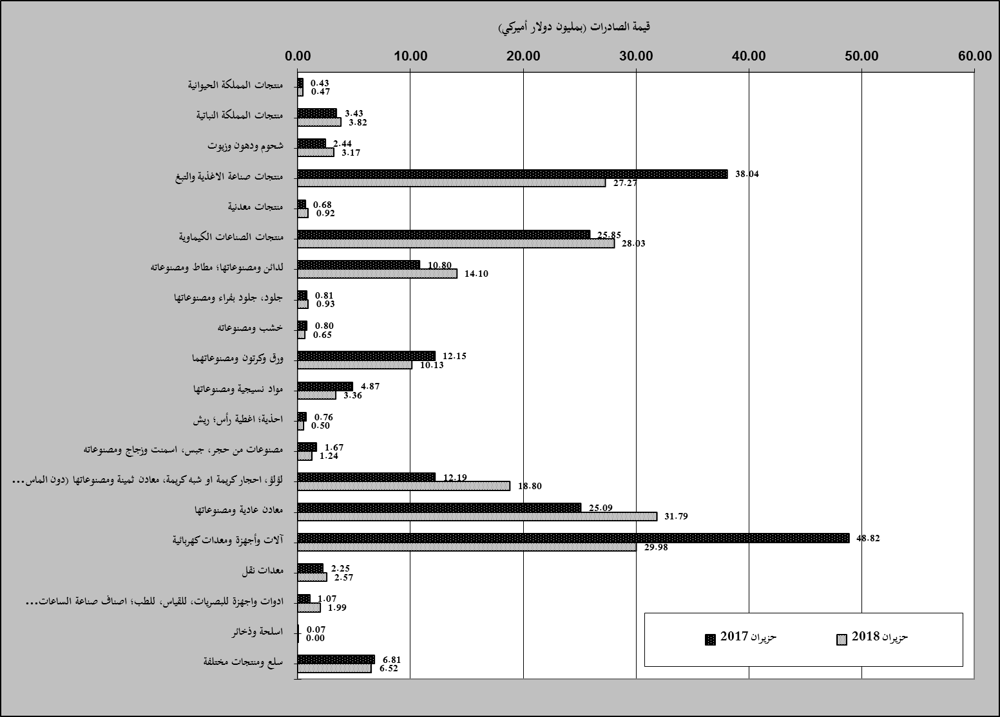 قيمة الصادرات (بمليون دولار أميركي)
0.00 10.00 20.00 30.00 40.00 50.00 60.00
منتجات المملكة الحيوانية
0.43
0.47
منتجات المملكة النباتية
3.43
3.82
شحوم ودهون وزيوت
2.44
3.17
منتجات صناعة الاغذية والتبغ
38.04
27.27
منتجات معدنية
0.68
0.92
منتجات الصناعات الكيماوية
25.85
28.03
لدائن ومصنوعاتها؛ مطاط ومصنوعاته
10.80
14.10
جلود، جلود بفراء ومصنوعاتها
0.81
0.93
خشب ومصنوعاته
0.80
0.65
ورق وكرتون ومصنوعاتهما
12.15
10.13
مواد نسيجية ومصنوعاتها
4.87
3.36
احذية؛ اغطية رأس؛ ريش
0.76
0.50
مصنوعات من حجر، جبس، اسمنت وزجاج ومصنوعاته
1.67
1.24
لؤلؤ، احجار كريمة او شبه كريمة، معادن ثمينة ومصنوعاتها (دون الماس...
12.19
18.80
معادن عادية ومصنوعاتها
25.09
31.79
آلات وأجهزة ومعدات كهربائية
48.82
29.98
معدات نقل
2.25
2.57
ادوات واجهزة للبصريات، للقياس، للطب؛ اصناف صناعة الساعات...
1.07
1.99
اسلحة وذخائر
0.07
0.00
سلع ومنتجات مختلفة
6.81
6.52
حزيران 2018
حزيران 2017